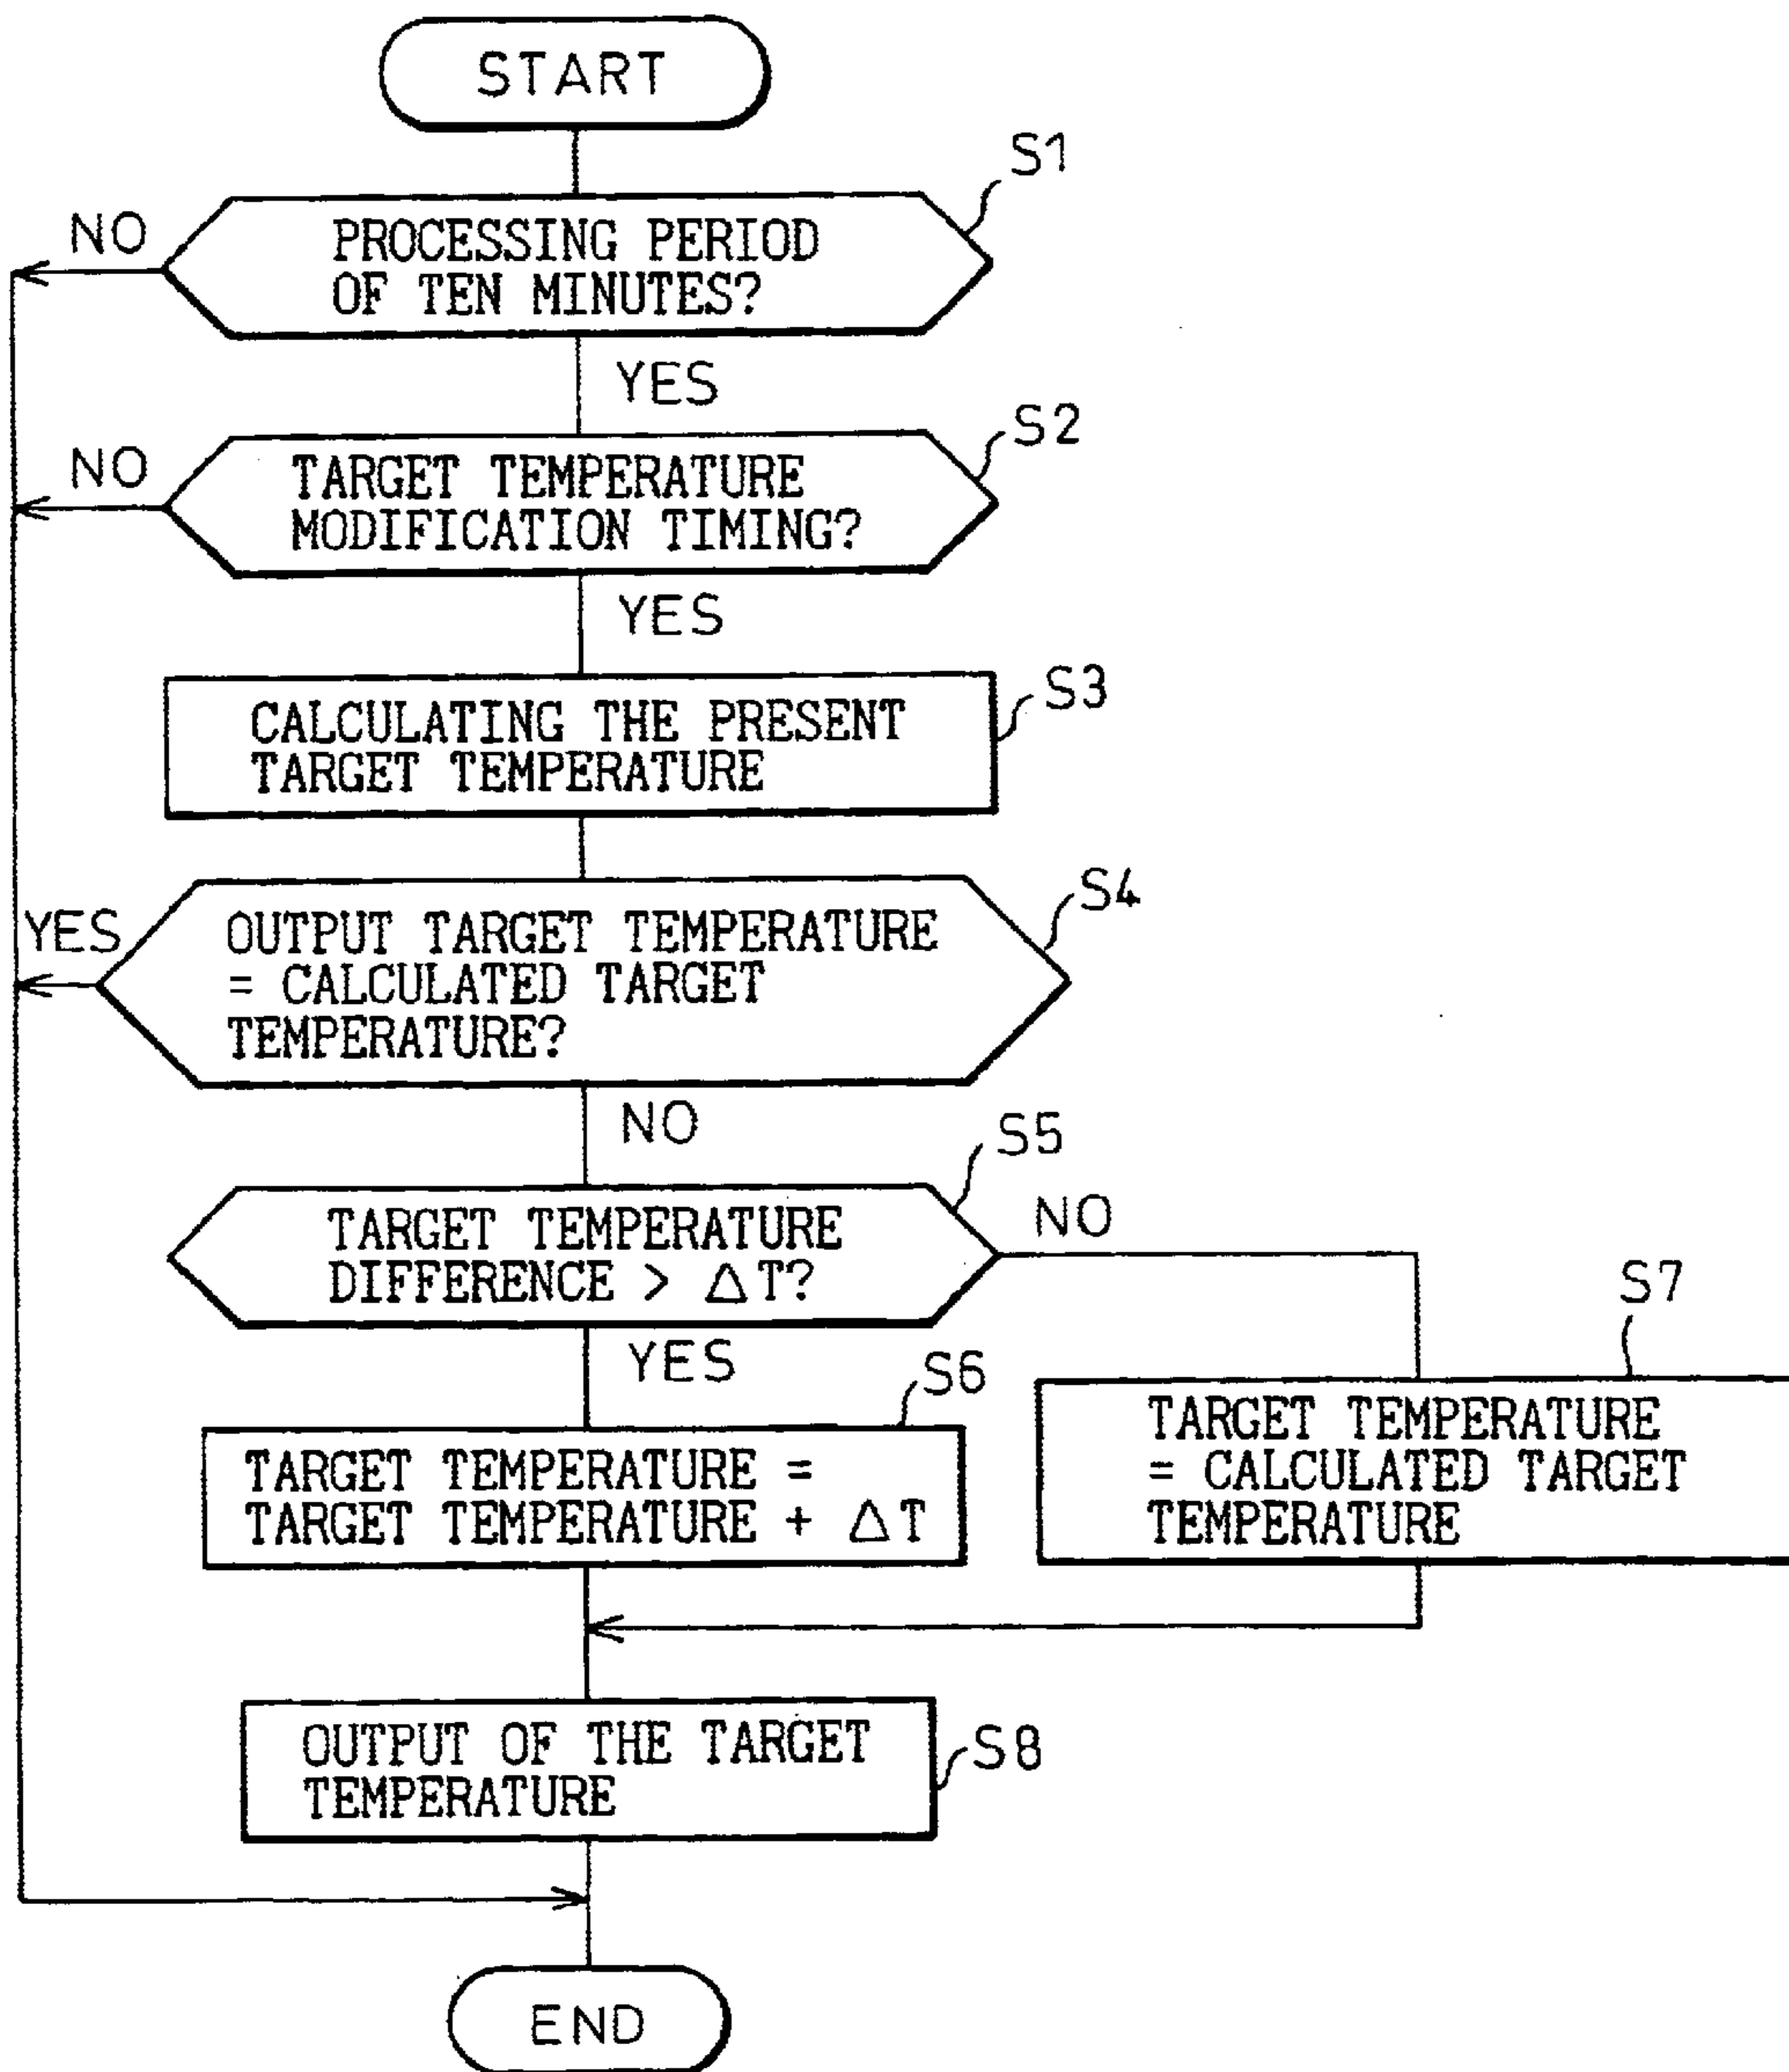 START
S1
NO
PROCESSING PERIOD
OF TEN MINUTES?
YES
S2
NO
TARGET TEMPERATURE
MODIFICATION TIMING?
YES
S3
CALCULATING THE PRESENT
TARGET TEMPERATURE
S4
YES
OUTPUT TARGET TEMPERATURE
= CALCULATED TARGET
TEMPERATURE?
NO
S5
TARGET TEMPERATURE
DIFFERENCE > △T?
NO
YES
S6
TARGET TEMPERATURE =
TARGET TEMPERATURE + △T
S7
TARGET TEMPERATURE
= CALCULATED TARGET
TEMPERATURE
S8
OUTPUT OF THE TARGET
TEMPERATURE
END